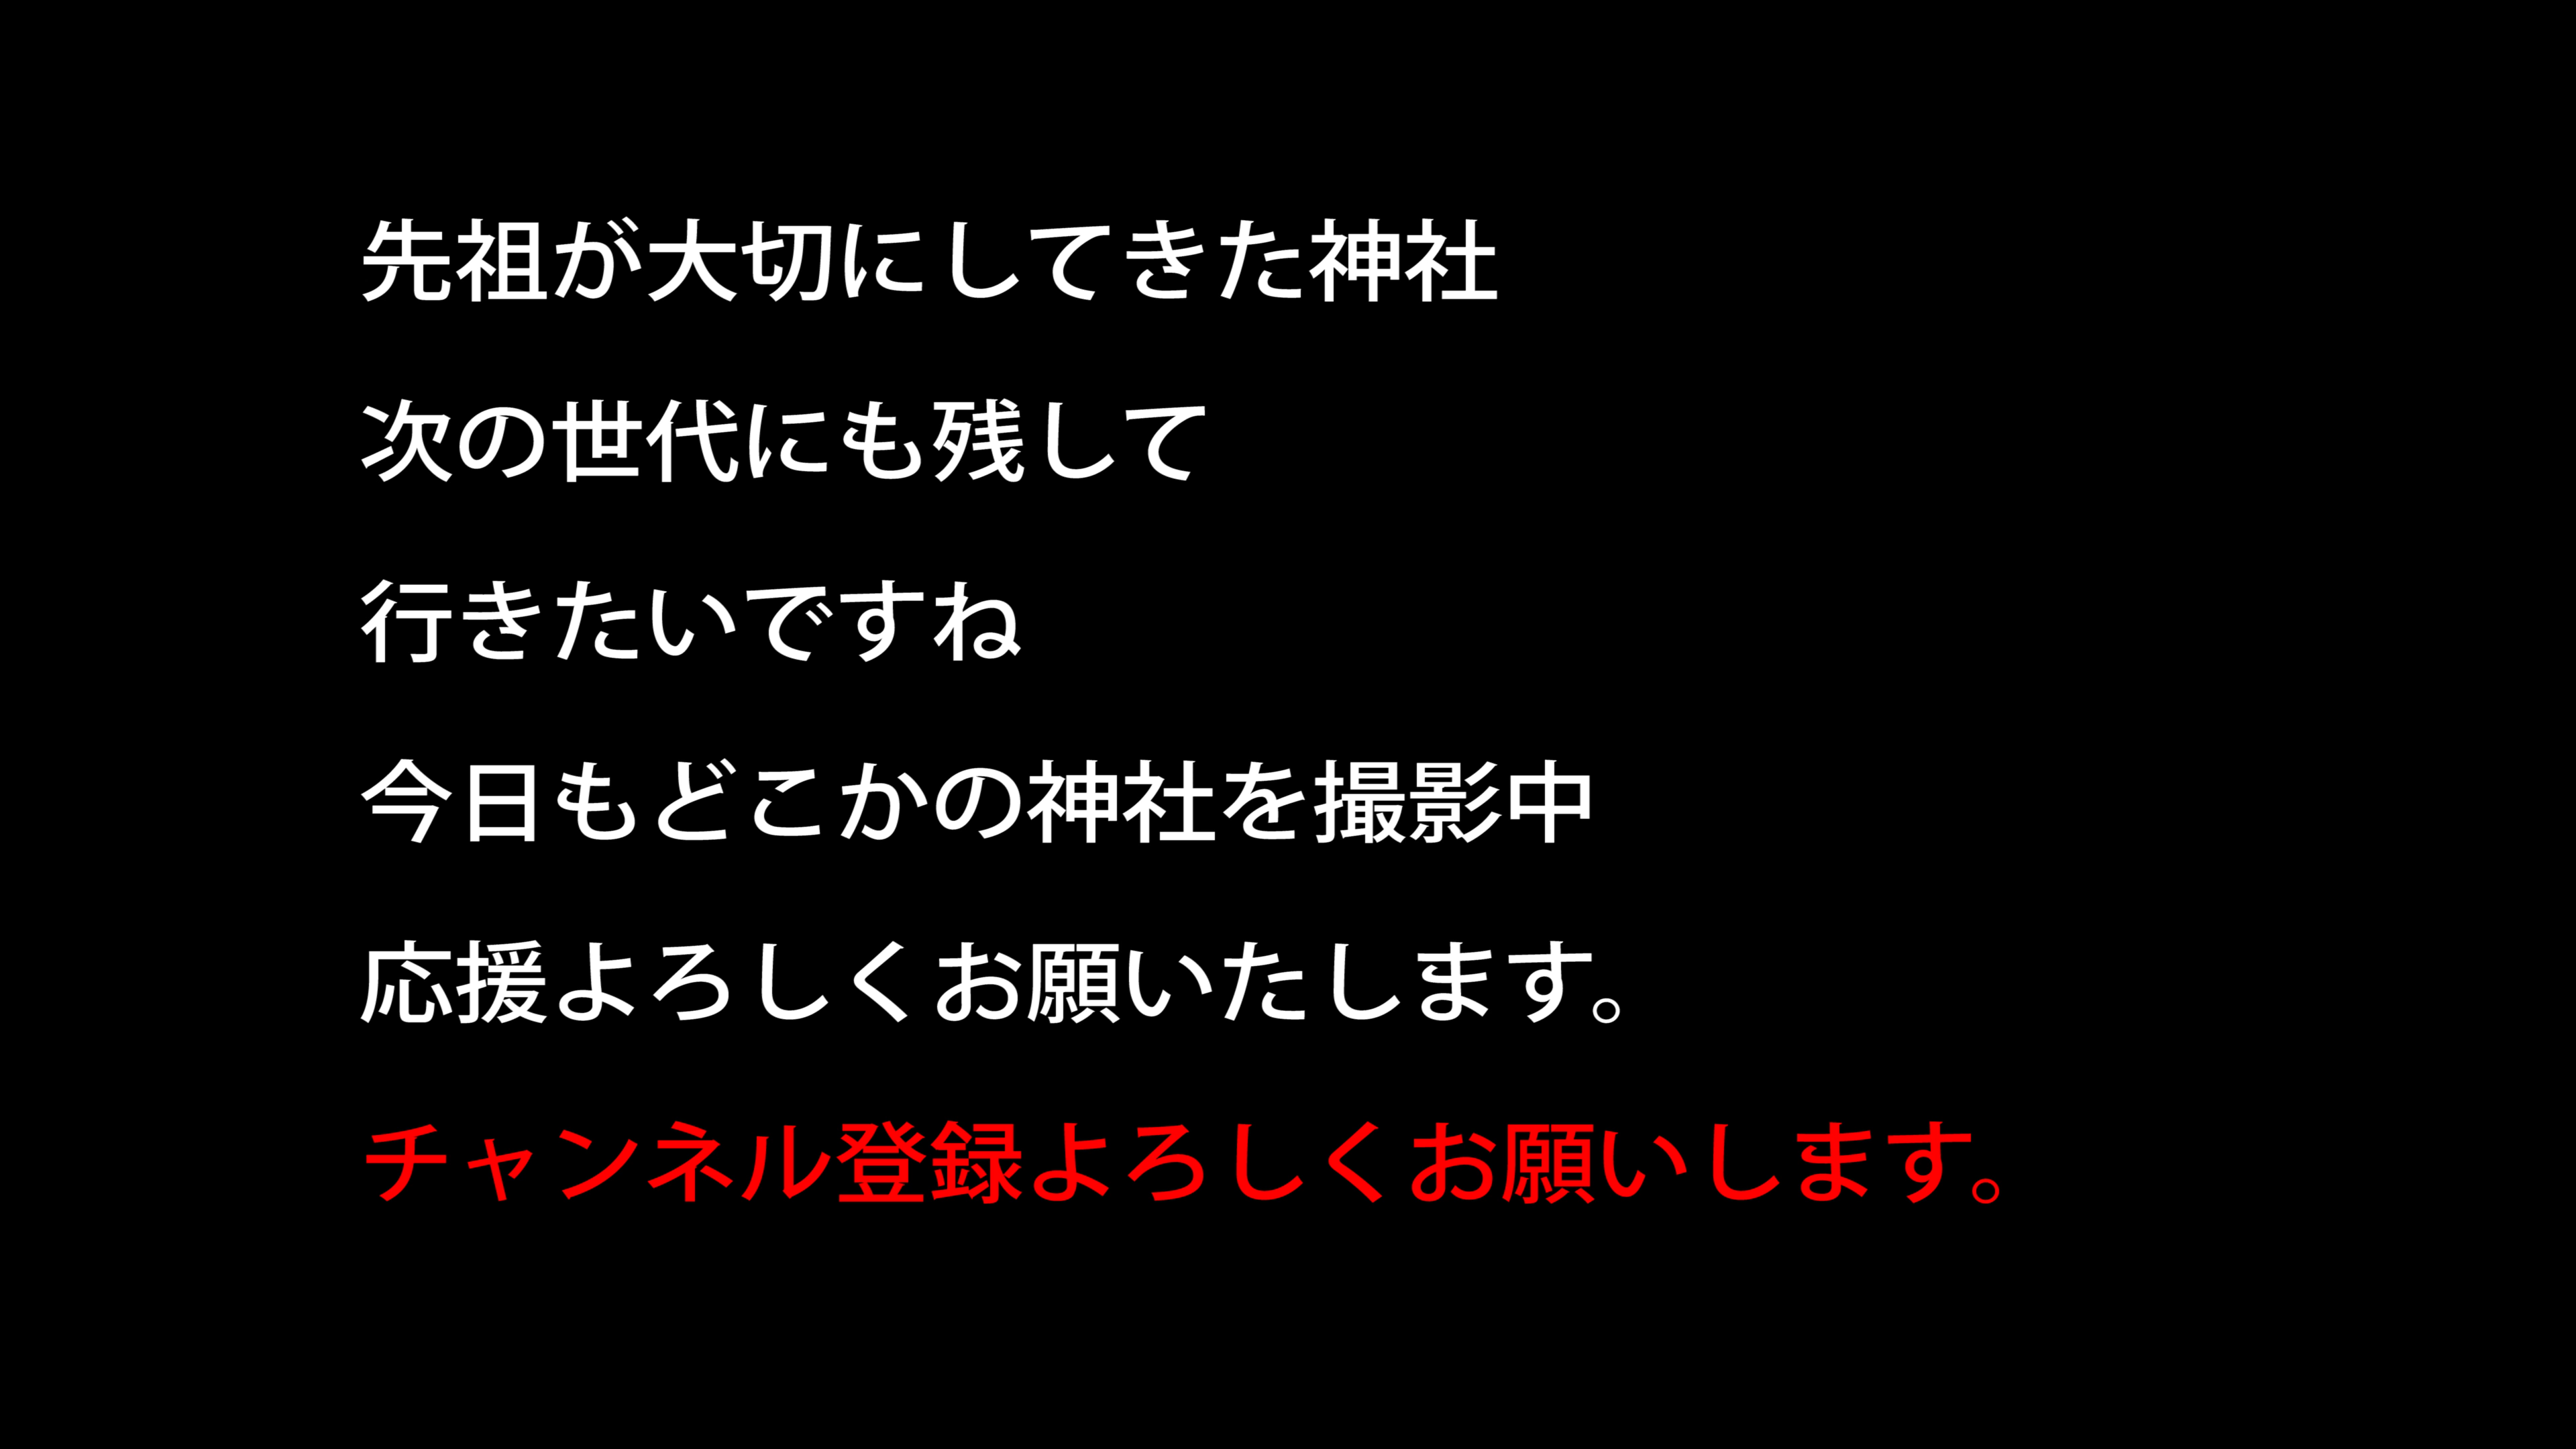 先祖が大切にしてきた神社
次の世代にも残して
行きたいですね
今日もどこかの神社を撮影中
応援よろしくお願いたします。
チャンネル登録よろしくお願いします。